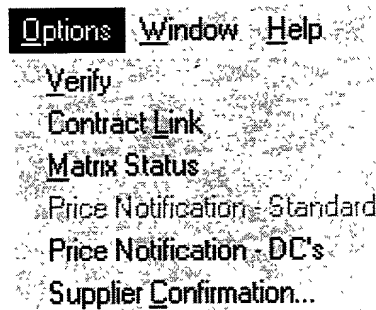 Options Window Help
Verify
Contract Link
Matrix Status
Price Notification - Standard
Price Notification - DC's
Supplier Confirmation...